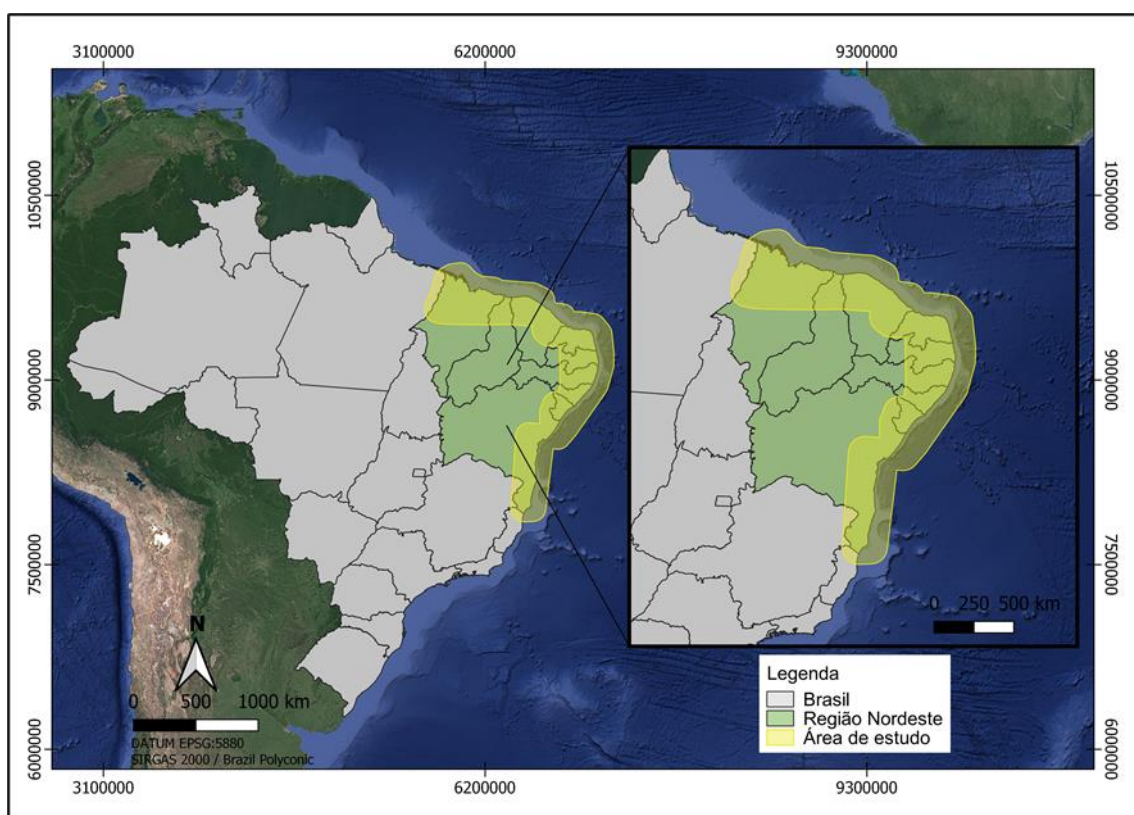 3100000 6200000 9300000
10500000
9000000
7500000
6000000
10500000
9000000
7500000
6000000
N
0 500 1000 km
DATUM EPSG:5880
SIRGAS 2000 / Brazil Polyconic
0 250 500 km
Legenda
Brasil
Região Nordeste
Área de estudo
3100000 6200000 9300000